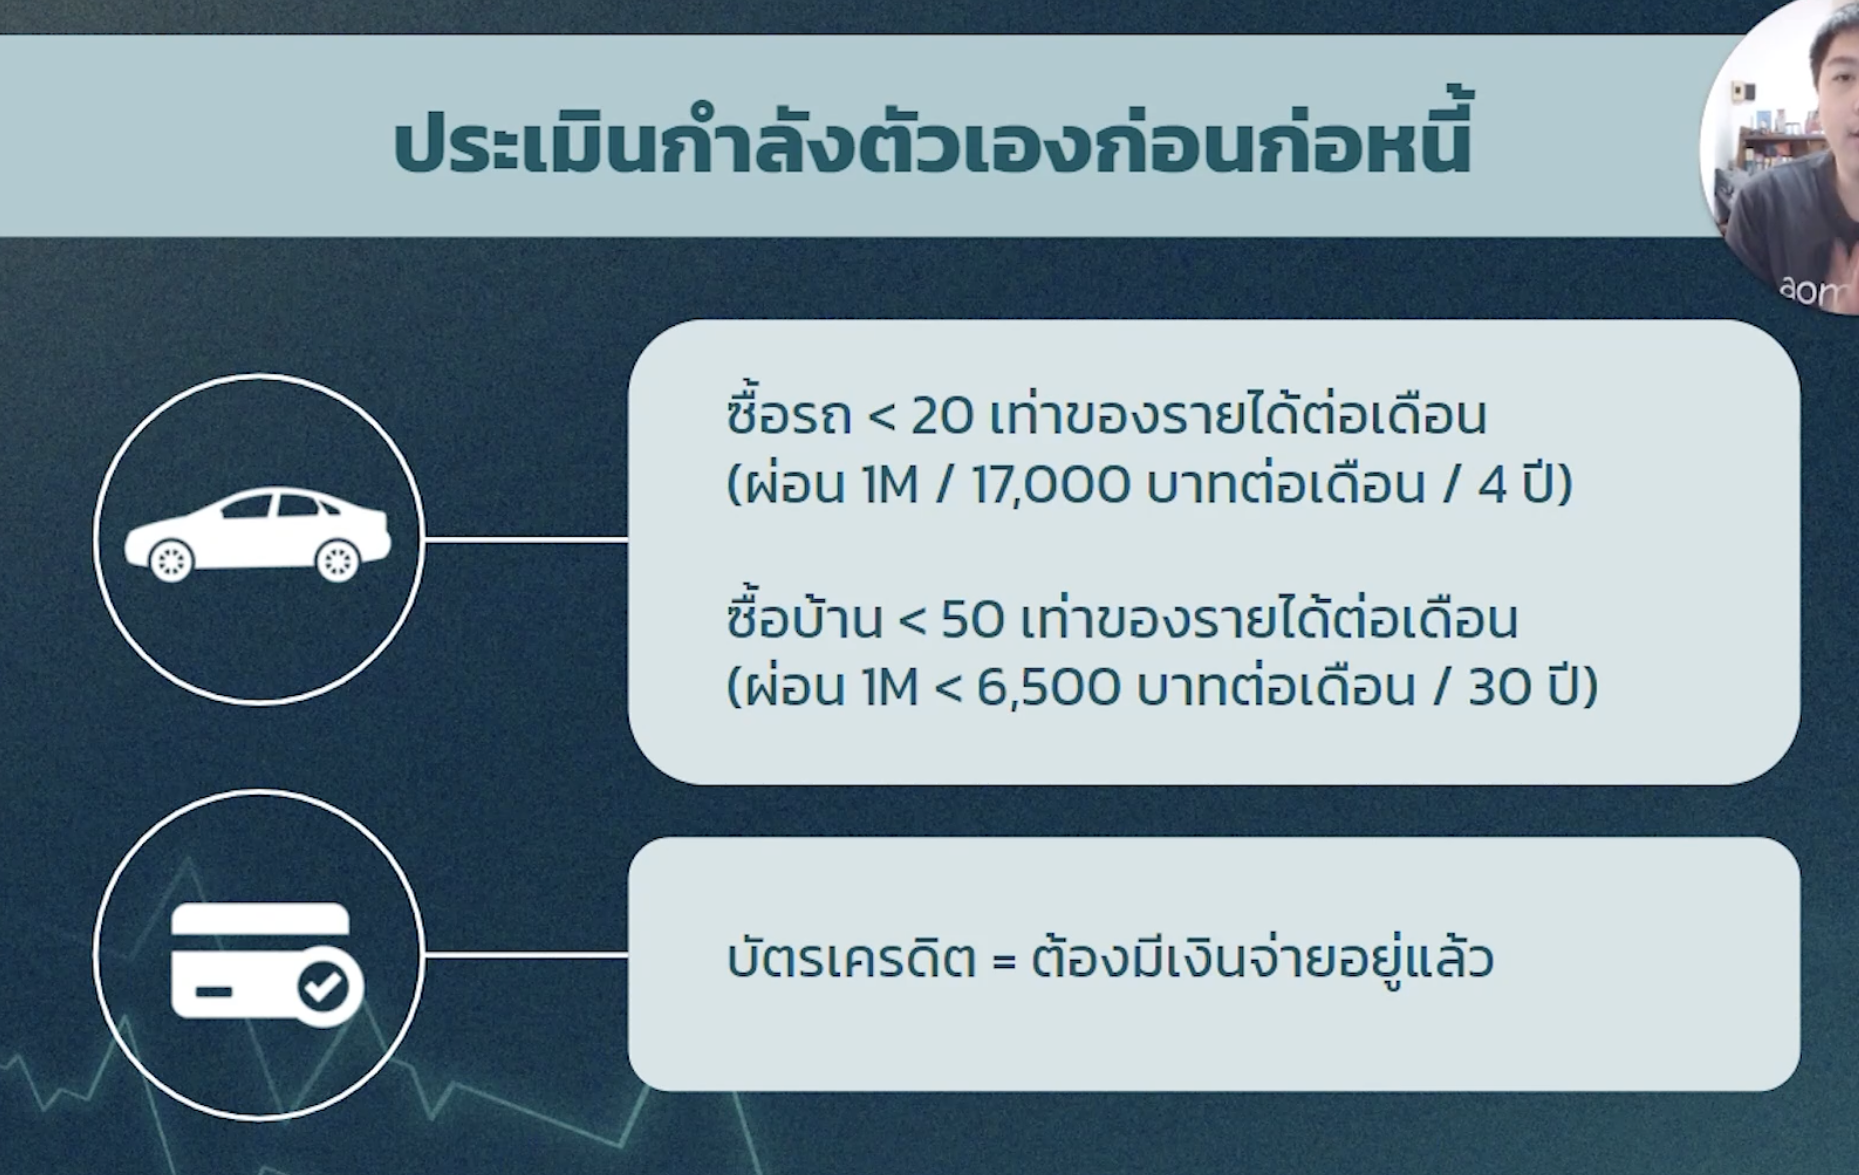 ประเมินกำลังตัวเองก่อนก่อหนี้
aom
ซื้อรถ < 20 เท่าของรายได้ต่อเดือน
(ผ่อน 1M / 17,000 บาทต่อเดือน / 4 ปี)
ซื้อบ้าน < 50 เท่าของรายได้ต่อเดือน
(ผ่อน 1M < 6,500 บาทต่อเดือน / 30 ปี)
บัตรเครดิต = ต้องมีเงินจ่ายอยู่แล้ว